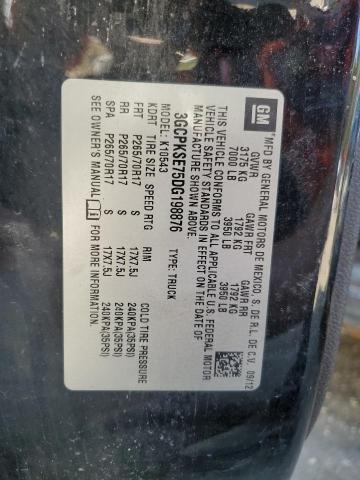 GM
MFD BY GENERAL MOTORS DE MEXICO, S. DE R.L. DE C.V. 09/12
GVWR GAWR FRT GAWR RR
3175 KG 1792 KG 1792 KG
7000 LB 3950 LB 3950 LB
THIS VEHICLE CONFORMS TO ALL APPLICABLE U.S. FEDERAL MOTOR
VEHICLE SAFETY STANDARDS IN EFFECT ON THE DATE OF
MANUFACTURE SHOWN ABOVE.
3GCPKSE75DG198876 TYPE: TRUCK
MODEL: K10543
KDRT TIRE SIZE SPEED RTG RIM COLD TIRE PRESSURE
FRT P265/70R17 S 17X7.5J 240KPA(35PSI)
RR P265/70R17 S 17X7.5J 240KPA(35PSI)
SPA P265/70R17 S 17X7.5J 240KPA(35PSI)
SEE OWNER'S MANUAL FOR MORE INFORMATION.